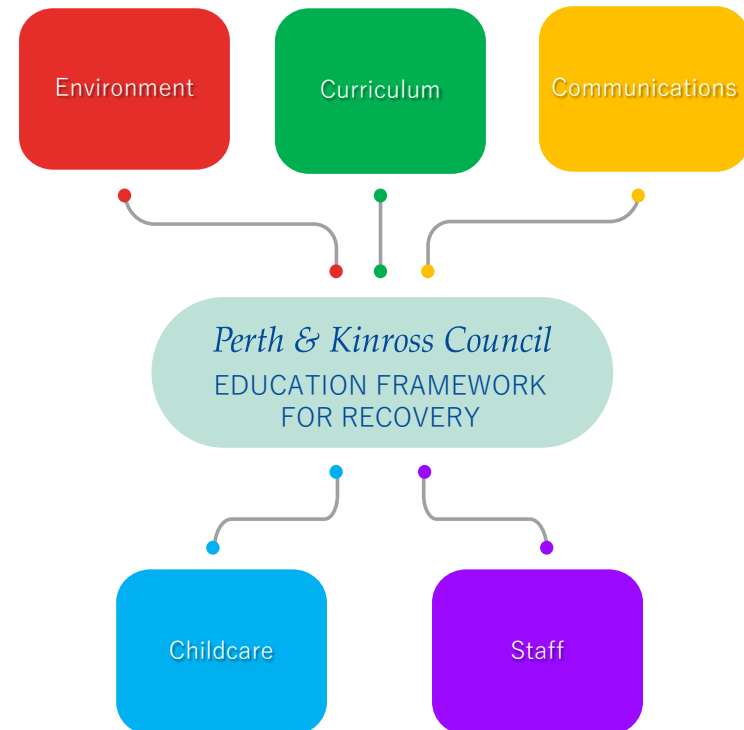 Environment
Curriculum
Communications
Perth & Kinross Council
EDUCATION FRAMEWORK
FOR RECOVERY
Childcare
Staff